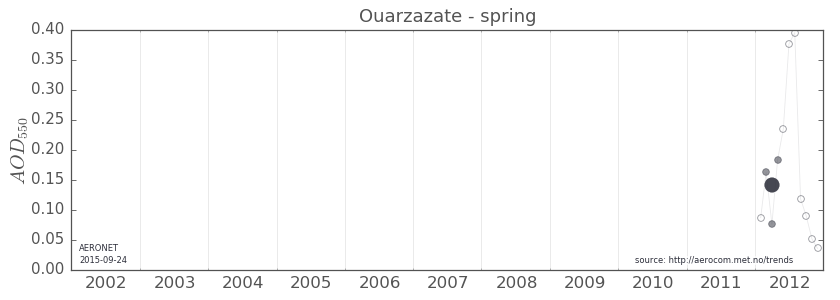 Ouarzazate - spring
0.40
0.35
0.30
0.25
0.20
0.15
0.10
0.05
0.00
AOD550
AERONET
2015-09-24
source: http://aerocom.met.no/trends
2002 2003 2004 2005 2006 2007 2008 2009 2010 2011 2012